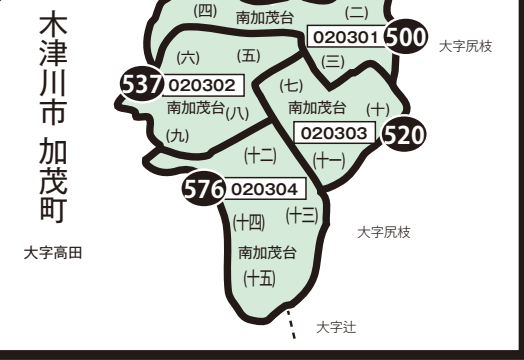 木津川市 加茂町
(四)
南加茂台
(二)
020301
500
(三)
大字尻枝
(六)
(五)
537
020302
南加茂台
(八)
(九)
(七)
南加茂台
(十)
020303
520
(十一)
(十二)
576
020304
(十四)
(十三)
南加茂台
(十五)
大字尻枝
大字高田
大字辻